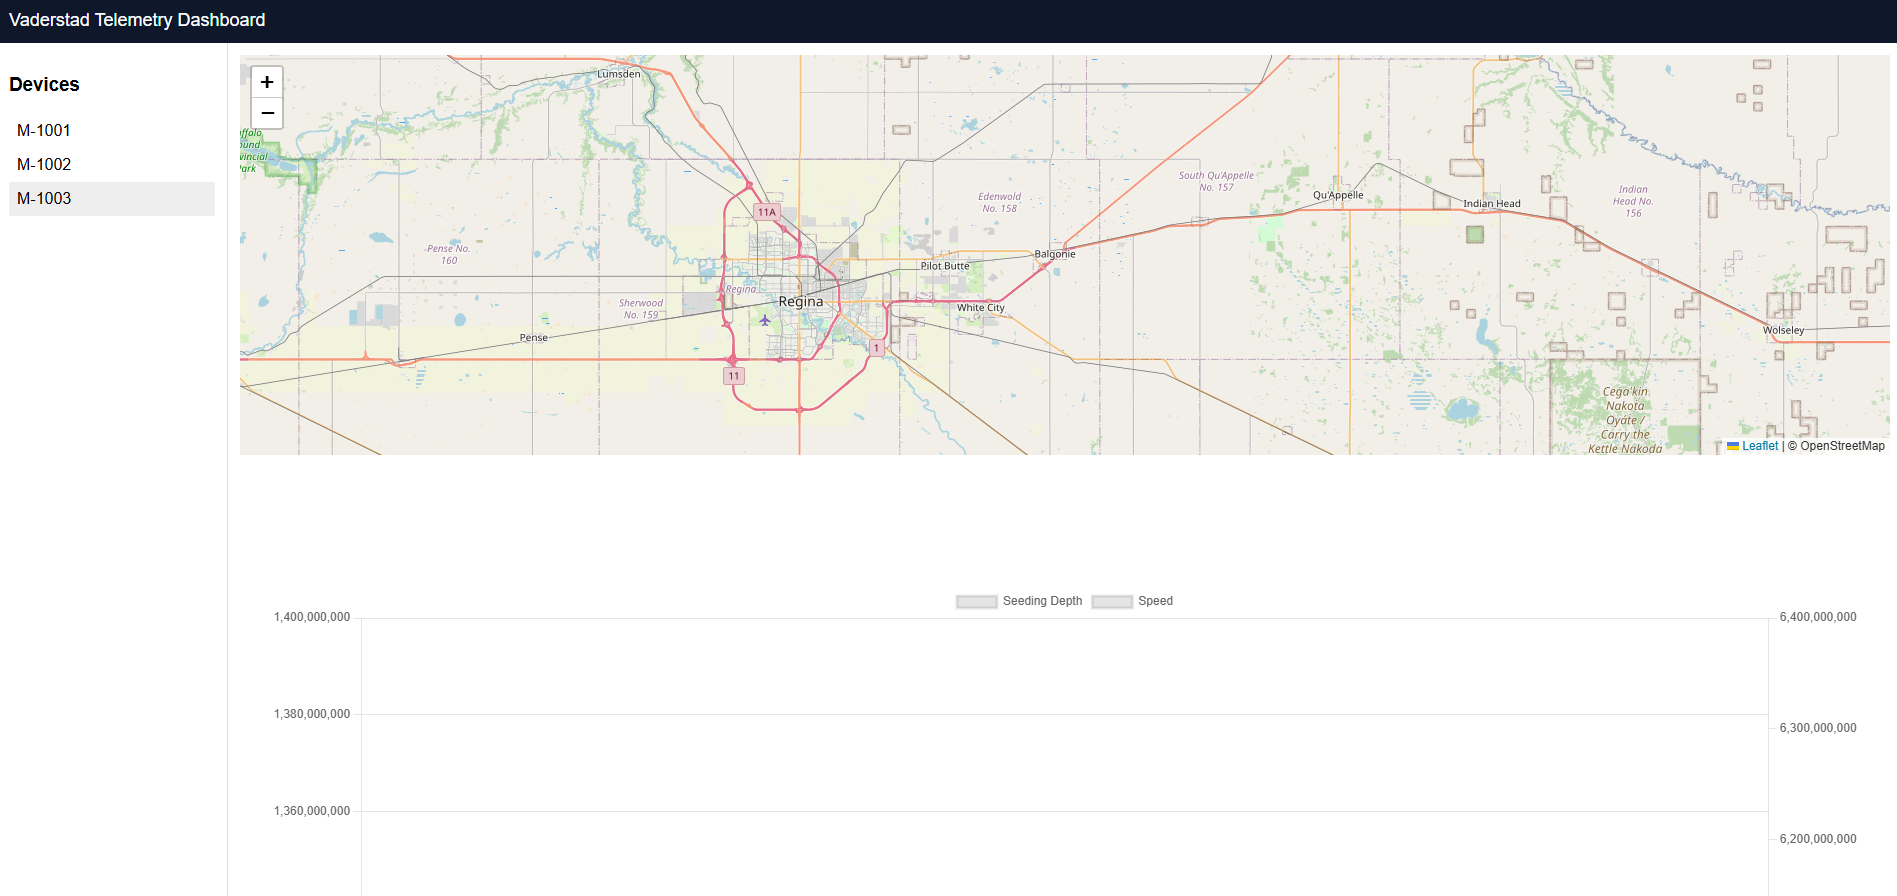 Vaderstad Telemetry Dashboard
Devices
M-1001
M-1002
M-1003
+
−
Lumsden
ffalo
ound
vincial
Park
11A
South Qu'Appelle
No. 157
Edenwold
No. 158
Qu'Appelle
Indian Head
Indian
Head No.
156
Pense No.
160
Balgonie
Pilot Butte
Regina
Sherwood
No. 159
Regina
White City
Pense
Wolseley
1
11
Cega'kin
Nakota
Oyate /
Carry the
Kettle Nakoda
Leaflet | © OpenStreetMap
Seeding Depth
Speed
1,400,000,000
1,380,000,000
1,360,000,000
6,400,000,000
6,300,000,000
6,200,000,000